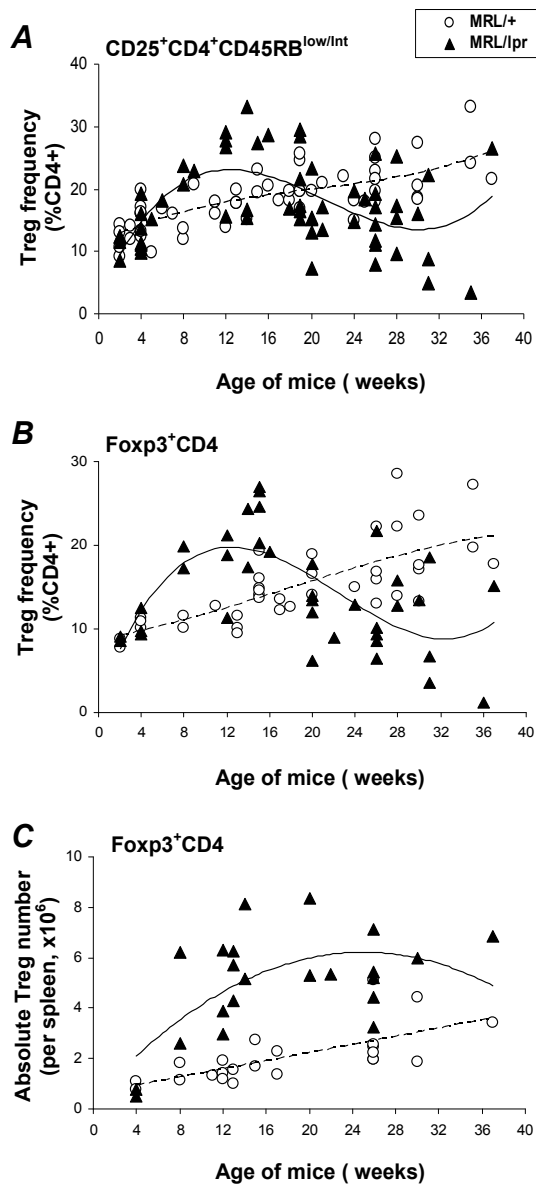 MRL/+
MRL/lpr
A
CD25⁺CD4⁺CD45RBˡᵒʷ/ᴵⁿᵗ
Treg frequency
(%CD4+)
40
30
20
10
0
0 4 8 12 16 20 24 28 32 36 40
Age of mice ( weeks)
B
Foxp3⁺CD4
Treg frequency
(%CD4+)
30
20
10
0
0 4 8 12 16 20 24 28 32 36 40
Age of mice ( weeks)
C
Foxp3⁺CD4
Absolute Treg number
(per spleen, x10⁶)
10
8
6
4
2
0
0 4 8 12 16 20 24 28 32 36 40
Age of mice ( weeks)